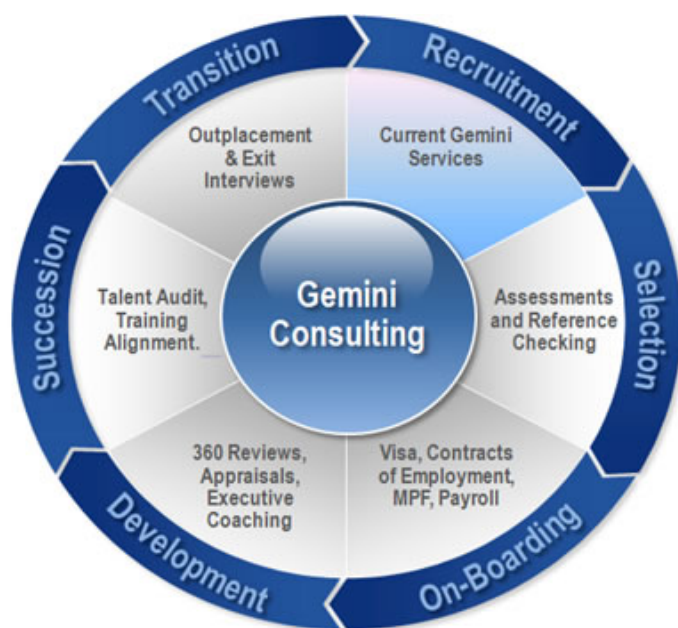 Transition
Recruitment
Outplacement
& Exit
Interviews
Current Gemini
Services
Succession
Talent Audit,
Training
Alignment.
Gemini
Consulting
Assessments
and Reference
Checking
Selection
360 Reviews,
Appraisals,
Executive
Coaching
Visa, Contracts
of Employment,
MPF, Payroll
Development
On-Boarding